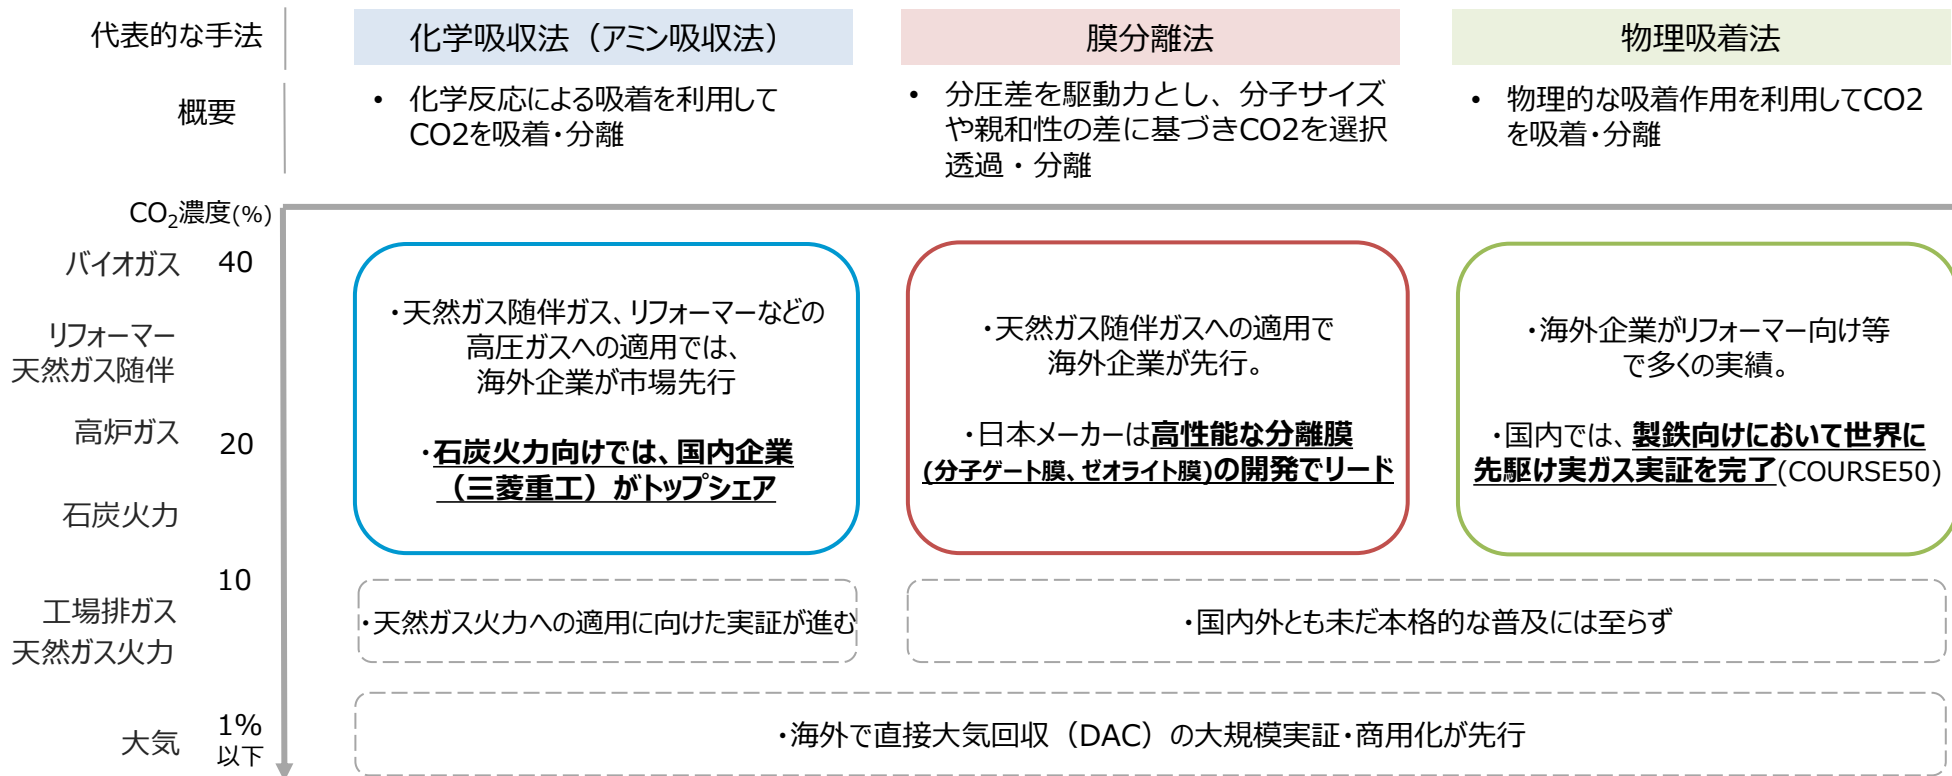 代表的な手法
化学吸収法（アミン吸収法）
膜分離法
物理吸着法
概要
• 化学反応による吸着を利用して
CO2を吸着・分離
• 分圧差を駆動力とし、分子サイズ
や親和性の差に基づきCO2を選択
透過・分離
• 物理的な吸着作用を利用してCO2
を吸着・分離
CO₂濃度(%)
バイオガス 40
リフォーマー
天然ガス随伴
高炉ガス 20
石炭火力
10
工場排ガス
天然ガス火力
大気 1%
以下
・天然ガス随伴ガス、リフォーマーなどの
高圧ガスへの適用では、
海外企業が市場先行
・石炭火力向けでは、国内企業
（三菱重工）がトップシェア
・天然ガス随伴ガスへの適用で
海外企業が先行。
・日本メーカーは高性能な分離膜
(分子ゲート膜、ゼオライト膜)の開発でリード
・海外企業がリフォーマー向け等
で多くの実績。
・国内では、製鉄向けにおいて世界に
先駆け実ガス実証を完了(COURSE50)
・天然ガス火力への適用に向けた実証が進む
・国内外とも未だ本格的な普及には至らず
・海外で直接大気回収（DAC）の大規模実証・商用化が先行